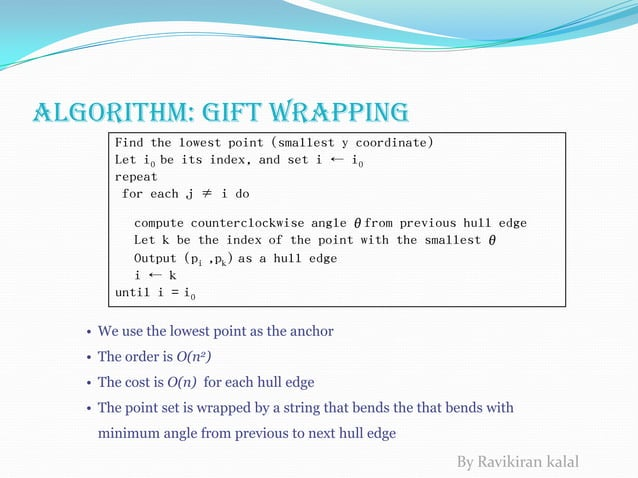 ALGORITHM: GIFT WRAPPING
Find the lowest point (smallest y coordinate)
Let i₀ be its index, and set i ← i₀
repeat
for each j ≠ i do
compute counterclockwise angle θ from previous hull edge
Let k be the index of the point with the smallest θ
Output (pᵢ ,pₖ) as a hull edge
i ← k
until i = i₀
• We use the lowest point as the anchor
• The order is O(n²)
• The cost is O(n) for each hull edge
• The point set is wrapped by a string that bends the that bends with
minimum angle from previous to next hull edge
By Ravikiran kalal